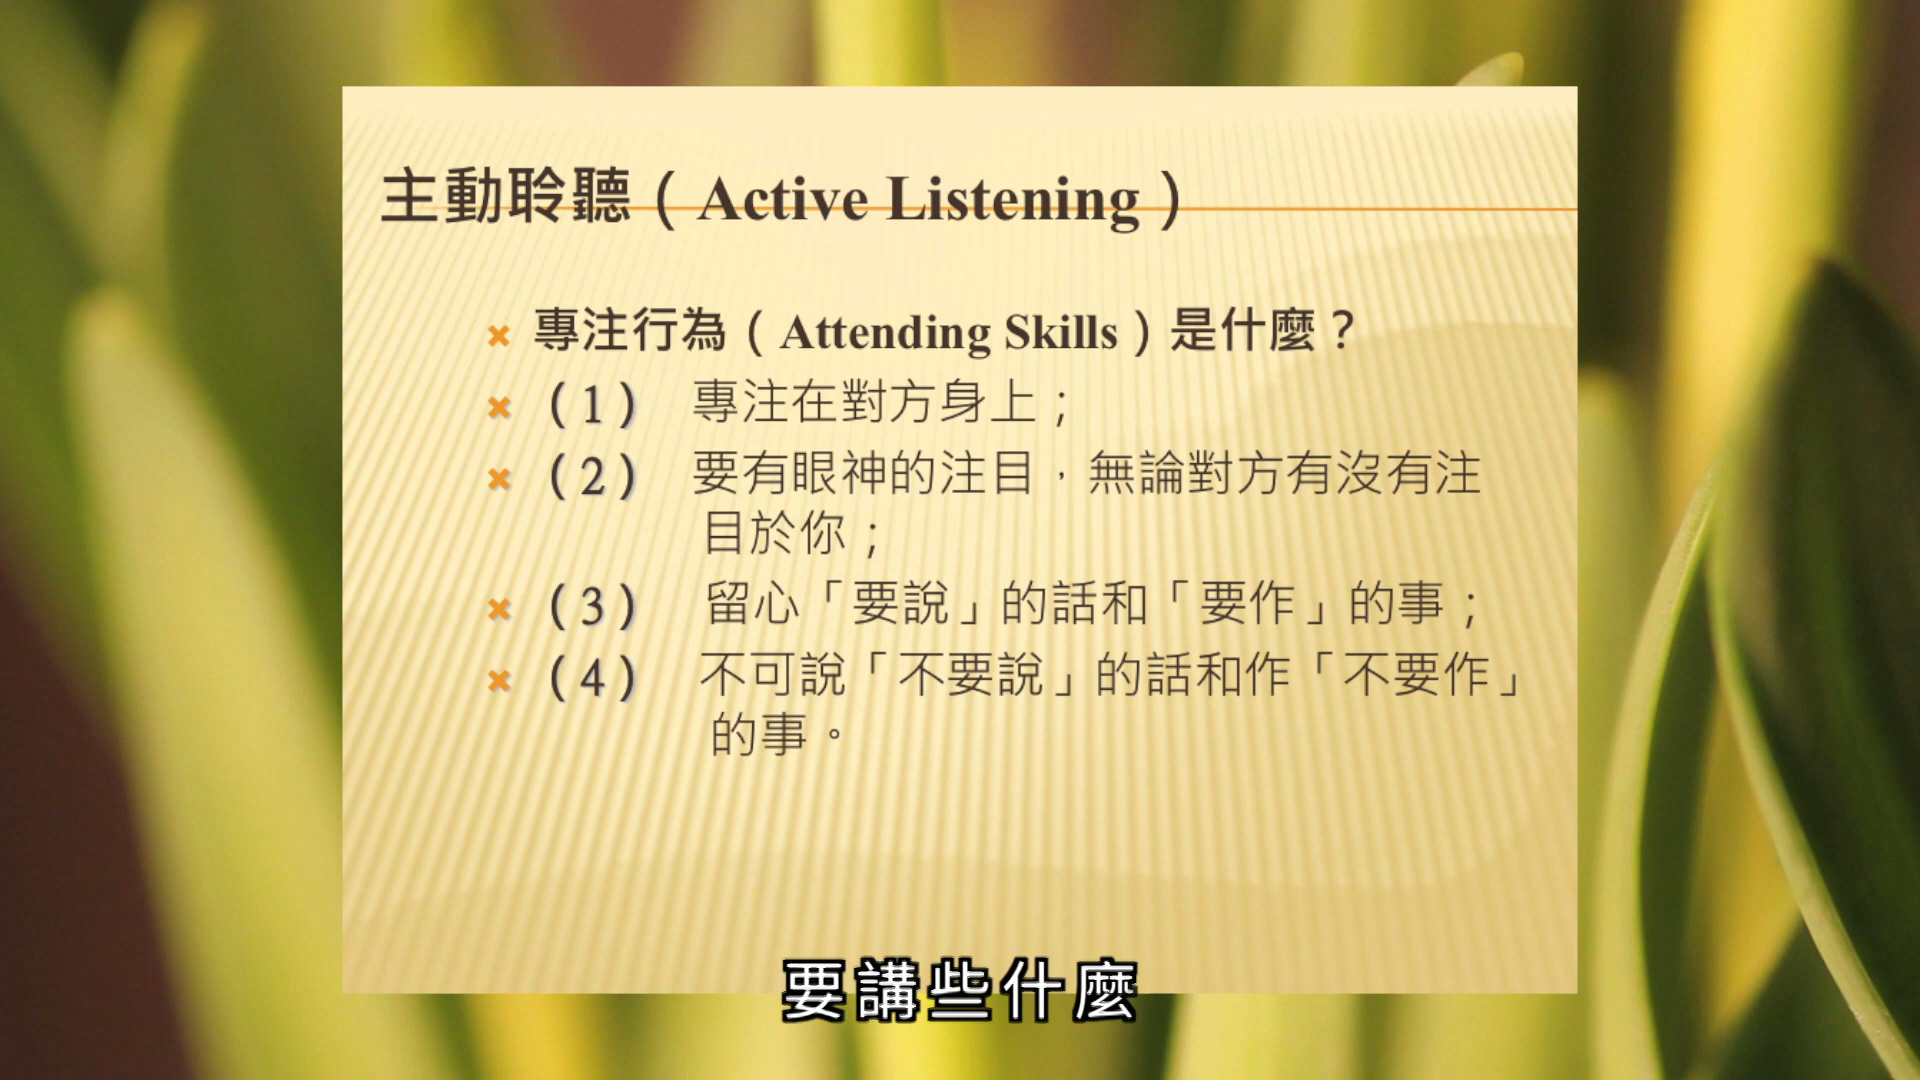 主動聆聽（Active Listening）
專注行為（Attending Skills）是什麼？
（1） 專注在對方身上；
（2） 要有眼神的注目，無論對方有沒有注
目於你；
（3） 留心「要說」的話和「要作」的事；
（4） 不可說「不要說」的話和作「不要作」
的事。
要講些什麼